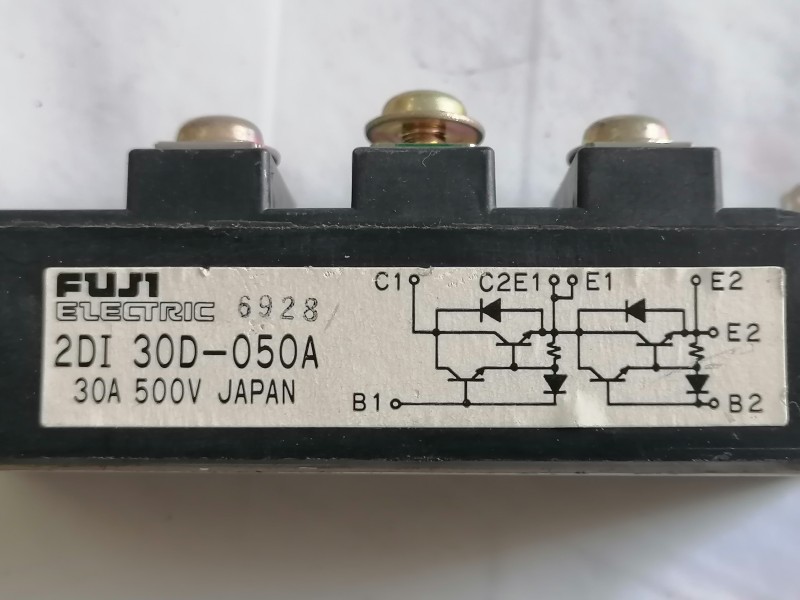 FUJI
ELECTRIC 6928
2DI 30D-050A
30A 500V JAPAN
C1 C2E1 E1 E2
E2
B1 B2